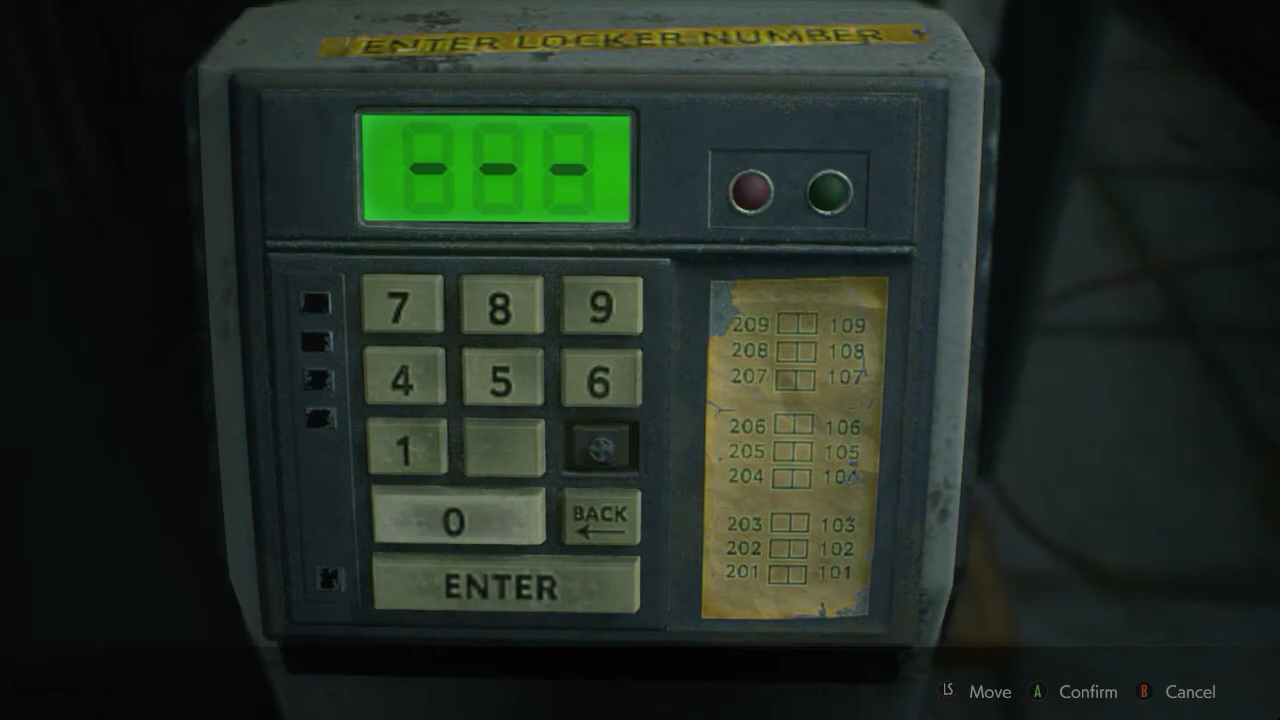 ENTER LOCKER NUMBER
- - -
7 8 9
4 5 6
1
0 BACK
ENTER
209 109
208 108
207 107
206 106
205 105
204 104
203 103
202 102
201 101
LS Move A Confirm B Cancel